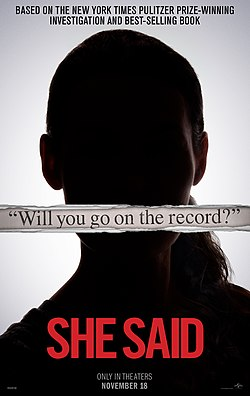 BASED ON THE NEW YORK TIMES PULITZER PRIZE-WINNING
INVESTIGATION AND BEST-SELLING BOOK
“Will you go on the record?”
SHE SAID
ONLY IN THEATERS
NOVEMBER 18